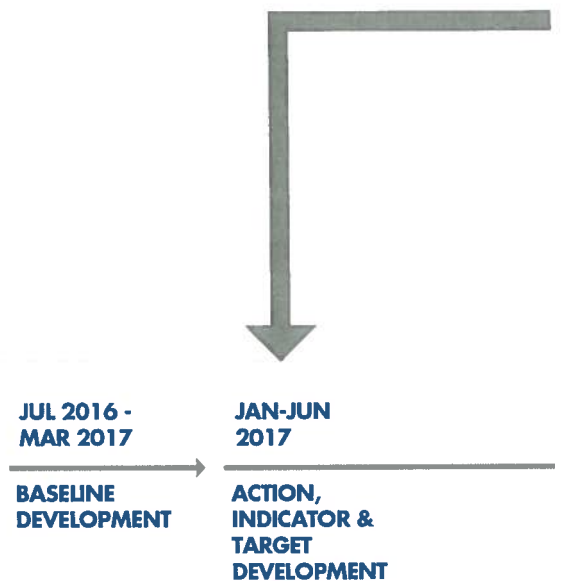 JUL 2016 -
MAR 2017
BASELINE
DEVELOPMENT
JAN-JUN
2017
ACTION,
INDICATOR &
TARGET
DEVELOPMENT